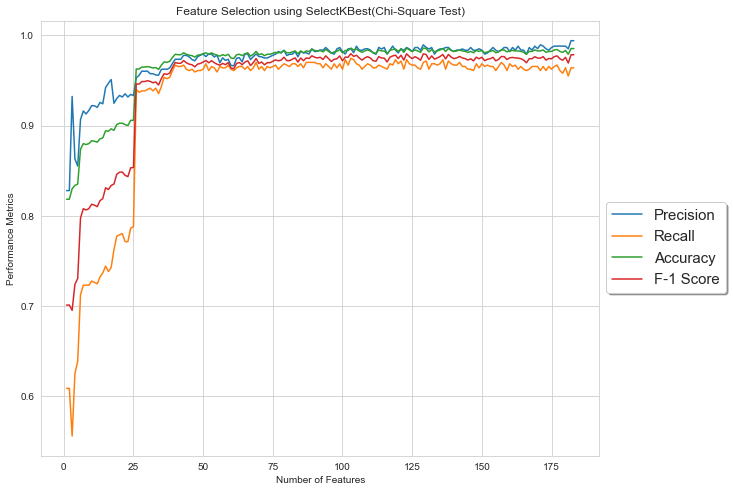 Feature Selection using SelectKBest(Chi-Square Test)
1.0
0.9
0.8
0.7
0.6
Performance Metrics
0
25
50
75
100
125
150
175
Number of Features
Precision
Recall
Accuracy
F-1 Score